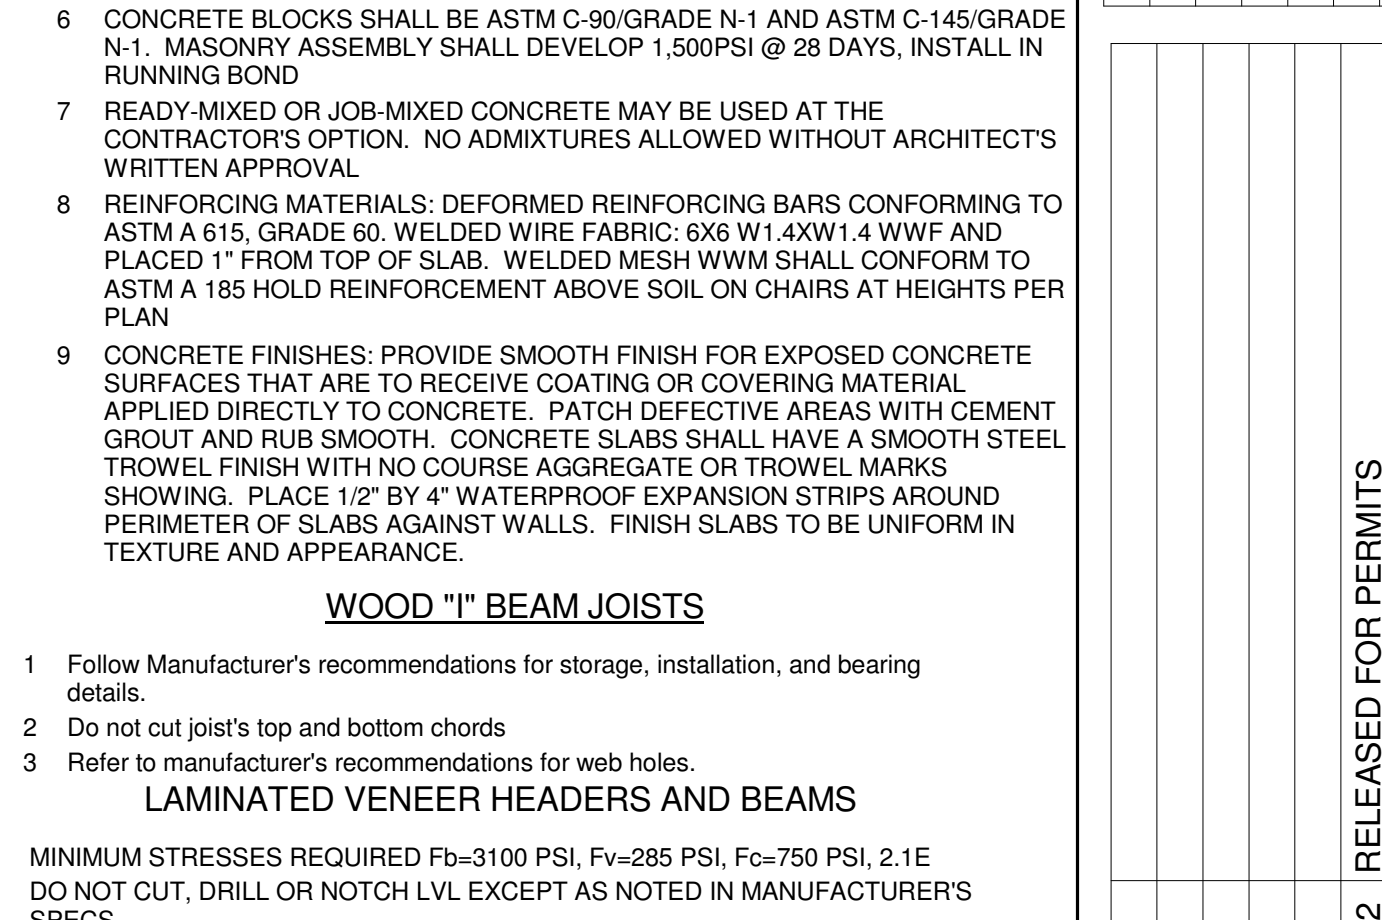 6 CONCRETE BLOCKS SHALL BE ASTM C-90/GRADE N-1 AND ASTM C-145/GRADE
N-1. MASONRY ASSEMBLY SHALL DEVELOP 1,500PSI @ 28 DAYS, INSTALL IN
RUNNING BOND
7 READY-MIXED OR JOB-MIXED CONCRETE MAY BE USED AT THE
CONTRACTOR'S OPTION. NO ADMIXTURES ALLOWED WITHOUT ARCHITECT'S
WRITTEN APPROVAL
8 REINFORCING MATERIALS: DEFORMED REINFORCING BARS CONFORMING TO
ASTM A 615, GRADE 60. WELDED WIRE FABRIC: 6X6 W1.4XW1.4 WWF AND
PLACED 1" FROM TOP OF SLAB. WELDED MESH WWM SHALL CONFORM TO
ASTM A 185 HOLD REINFORCEMENT ABOVE SOIL ON CHAIRS AT HEIGHTS PER
PLAN
9 CONCRETE FINISHES: PROVIDE SMOOTH FINISH FOR EXPOSED CONCRETE
SURFACES THAT ARE TO RECEIVE COATING OR COVERING MATERIAL
APPLIED DIRECTLY TO CONCRETE. PATCH DEFECTIVE AREAS WITH CEMENT
GROUT AND RUB SMOOTH. CONCRETE SLABS SHALL HAVE A SMOOTH STEEL
TROWEL FINISH WITH NO COURSE AGGREGATE OR TROWEL MARKS
SHOWING. PLACE 1/2" BY 4" WATERPROOF EXPANSION STRIPS AROUND
PERIMETER OF SLABS AGAINST WALLS. FINISH SLABS TO BE UNIFORM IN
TEXTURE AND APPEARANCE.
WOOD "I" BEAM JOISTS
1 Follow Manufacturer's recommendations for storage, installation, and bearing
details.
2 Do not cut joist's top and bottom chords
3 Refer to manufacturer's recommendations for web holes.
LAMINATED VENEER HEADERS AND BEAMS
MINIMUM STRESSES REQUIRED Fb=3100 PSI, Fv=285 PSI, Fc=750 PSI, 2.1E
DO NOT CUT, DRILL OR NOTCH LVL EXCEPT AS NOTED IN MANUFACTURER'S
SPECS
2 RELEASED FOR PERMITS